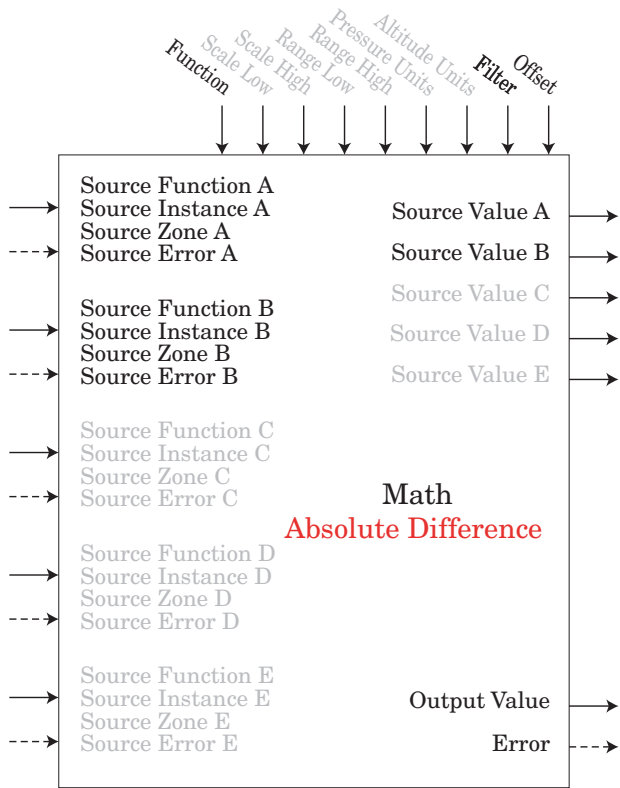 Function
Scale Low
Scale High
Range Low
Range High
Pressure Units
Altitude Units
Filter
Offset
Source Function A
Source Instance A
Source Zone A
Source Error A
Source Function B
Source Instance B
Source Zone B
Source Error B
Source Function C
Source Instance C
Source Zone C
Source Error C
Source Function D
Source Instance D
Source Zone D
Source Error D
Source Function E
Source Instance E
Source Zone E
Source Error E
Source Value A
Source Value B
Source Value C
Source Value D
Source Value E
Math
Absolute Difference
Output Value
Error